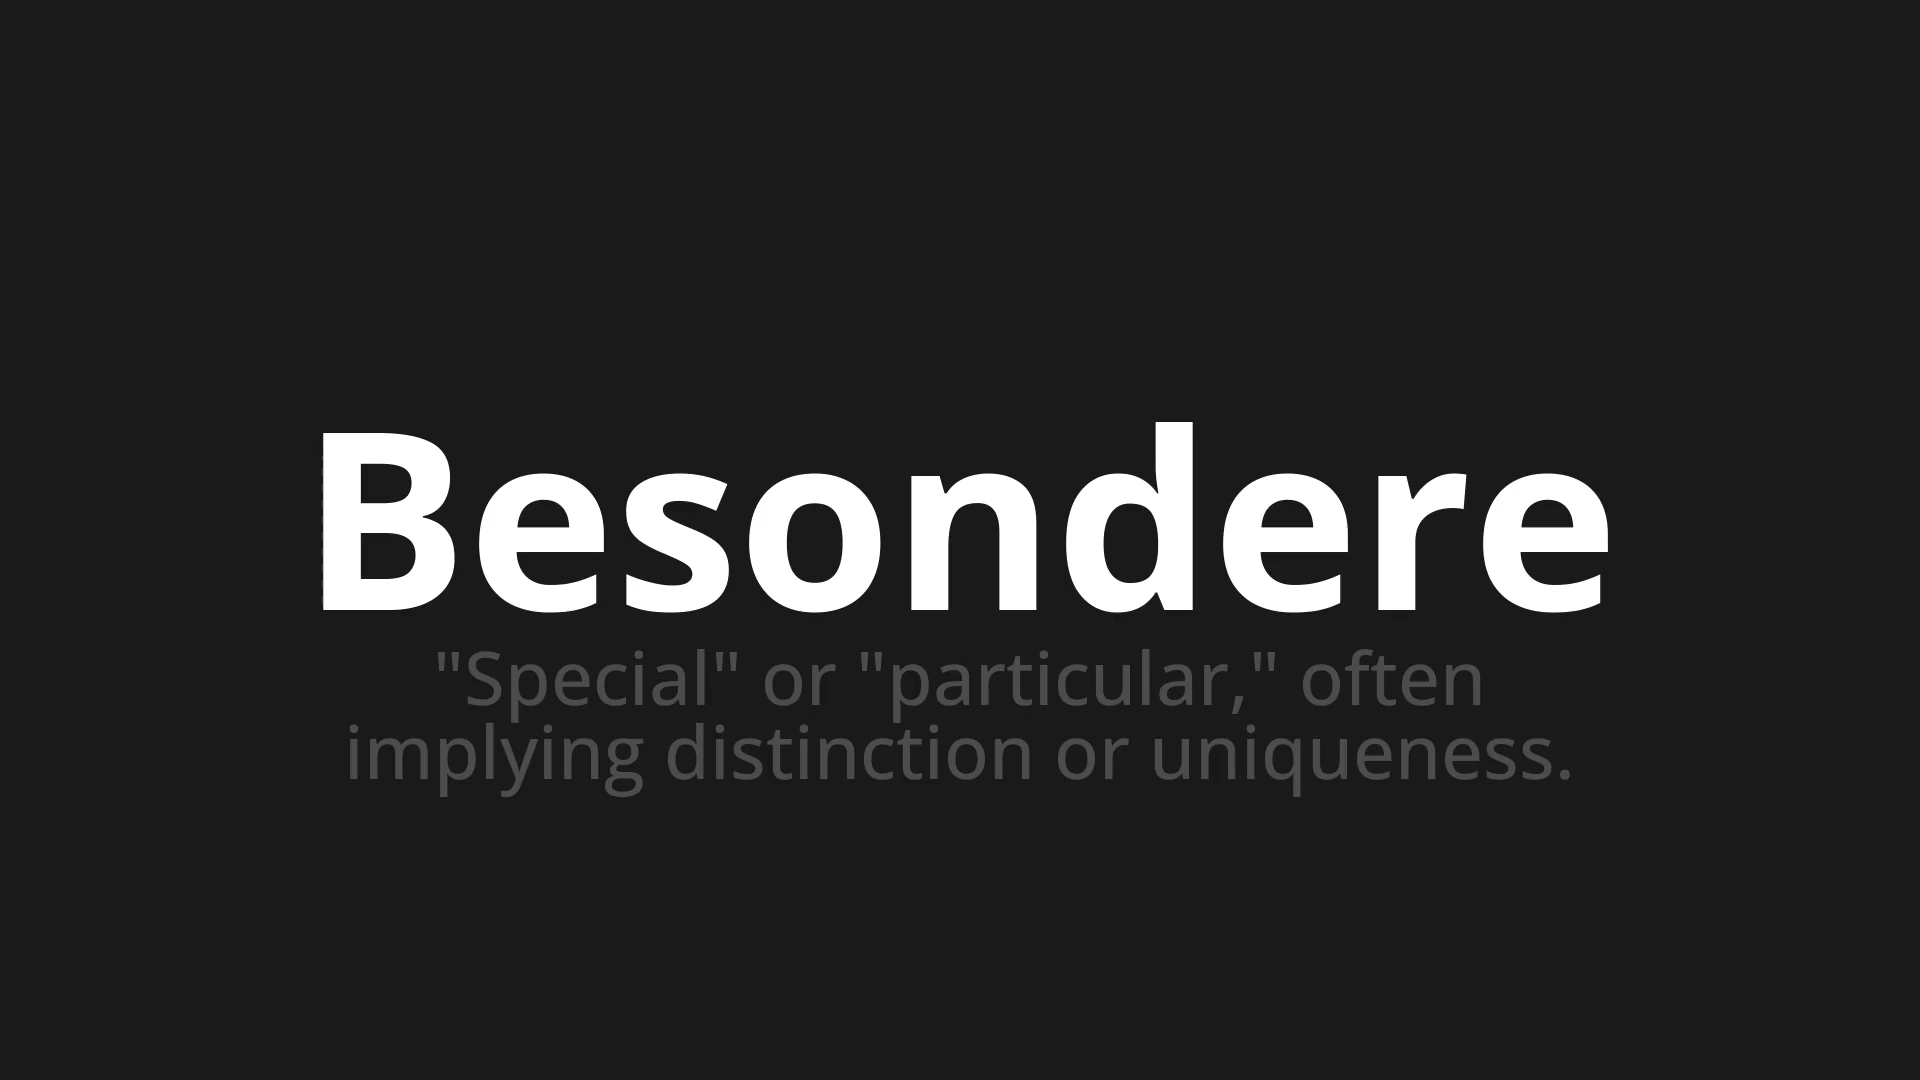 Besondere
"Special" or "particular," often
implying distinction or uniqueness.